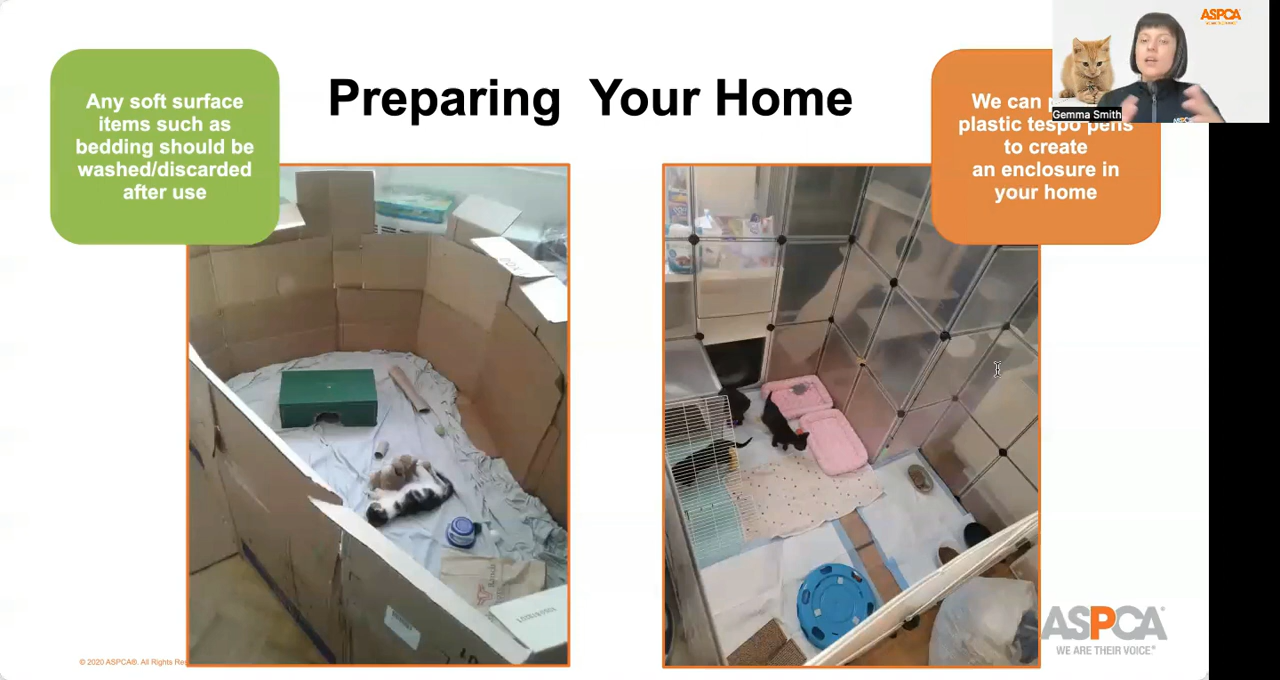 ASPCA
Any soft surface
items such as
bedding should be
washed/discarded
after use
Preparing Your Home
We can
plastic tespo pens
to create
an enclosure in
your home
Gemma Smith
© 2020 ASPCA®. All Rights
ASPCA®
WE ARE THEIR VOICE®